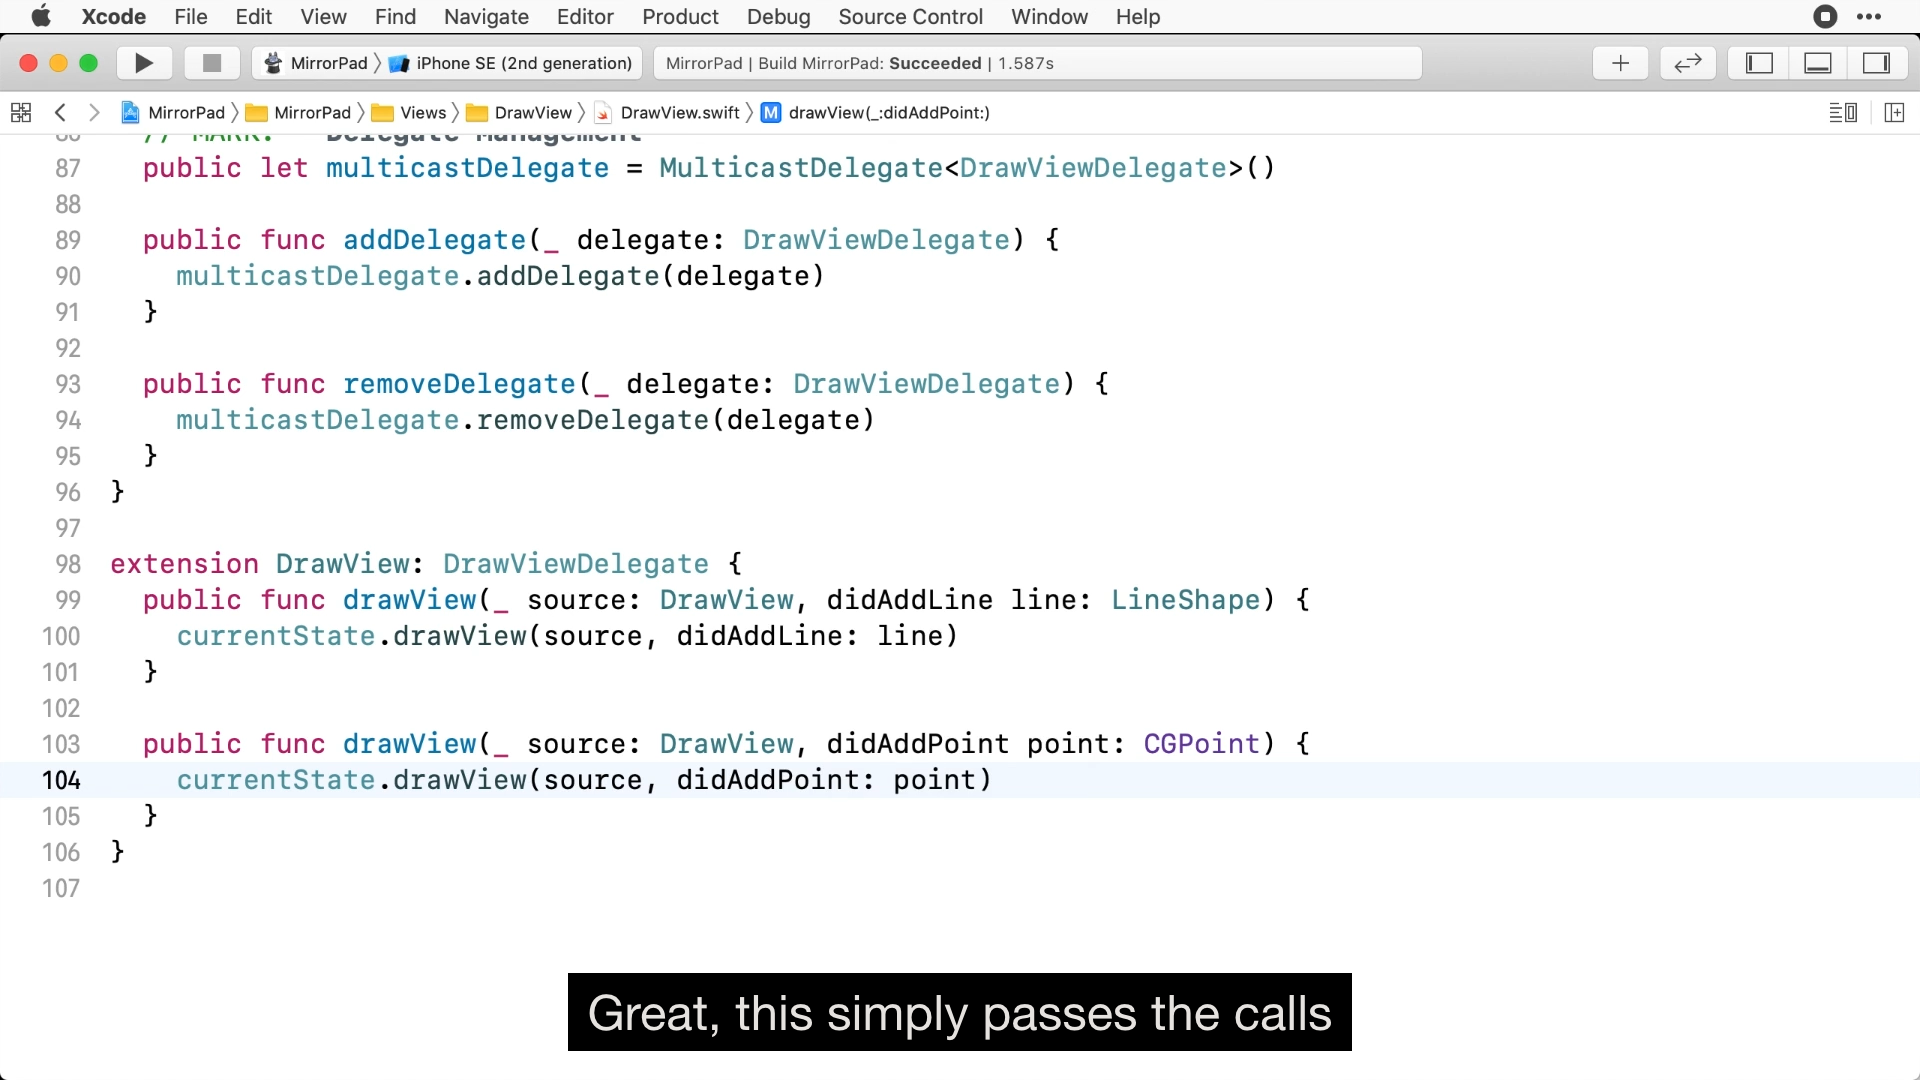 Xcode File Edit View Find Navigate Editor Product Debug Source Control Window Help
MirrorPad iPhone SE (2nd generation) MirrorPad | Build MirrorPad: Succeeded | 1.587s
MirrorPad MirrorPad Views DrawView DrawView.swift M drawView(_:didAddPoint:)
86 // MARK: - Delegate Management
87 public let multicastDelegate = MulticastDelegate<DrawViewDelegate>()
88
89 public func addDelegate(_ delegate: DrawViewDelegate) {
90 multicastDelegate.addDelegate(delegate)
91 }
92
93 public func removeDelegate(_ delegate: DrawViewDelegate) {
94 multicastDelegate.removeDelegate(delegate)
95 }
96 }
97
98 extension DrawView: DrawViewDelegate {
99 public func drawView(_ source: DrawView, didAddLine line: LineShape) {
100 currentState.drawView(source, didAddLine: line)
101 }
102
103 public func drawView(_ source: DrawView, didAddPoint point: CGPoint) {
104 currentState.drawView(source, didAddPoint: point)
105 }
106 }
107
Great, this simply passes the calls